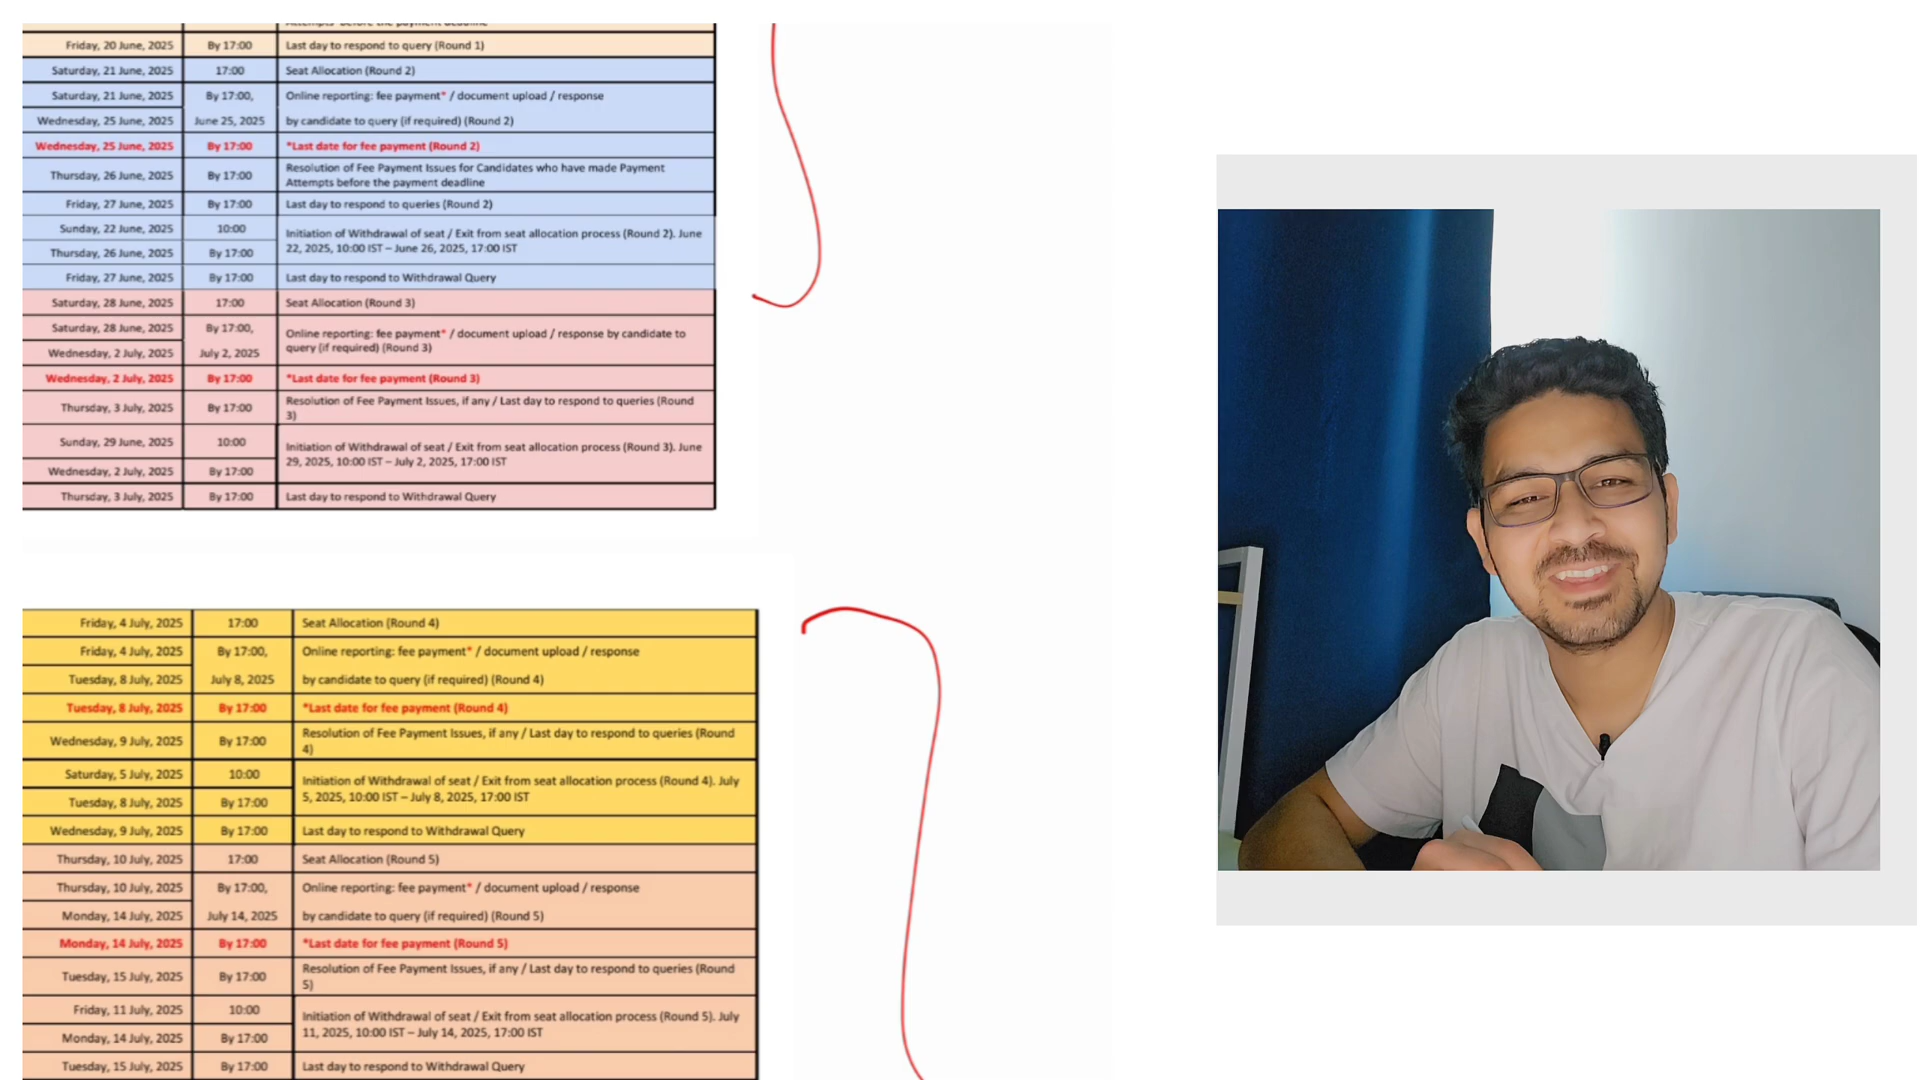 Attempts before the payment deadline
Friday, 20 June, 2025 By 17:00 Last day to respond to query (Round 1)
Saturday, 21 June, 2025 17:00 Seat Allocation (Round 2)
Saturday, 21 June, 2025 By 17:00, Online reporting: fee payment* / document upload / response
Wednesday, 25 June, 2025 June 25, 2025 by candidate to query (if required) (Round 2)
Wednesday, 25 June, 2025 By 17:00 *Last date for fee payment (Round 2)
Thursday, 26 June, 2025 By 17:00 Resolution of Fee Payment Issues for Candidates who have made Payment
Attempts before the payment deadline
Friday, 27 June, 2025 By 17:00 Last day to respond to queries (Round 2)
Sunday, 22 June, 2025 10:00 Initiation of Withdrawal of seat / Exit from seat allocation process (Round 2). June
Thursday, 26 June, 2025 By 17:00 22, 2025, 10:00 IST – June 26, 2025, 17:00 IST
Friday, 27 June, 2025 By 17:00 Last day to respond to Withdrawal Query
Saturday, 28 June, 2025 17:00 Seat Allocation (Round 3)
Saturday, 28 June, 2025 By 17:00, Online reporting: fee payment* / document upload / response by candidate to
Wednesday, 2 July, 2025 July 2, 2025 query (if required) (Round 3)
Wednesday, 2 July, 2025 By 17:00 *Last date for fee payment (Round 3)
Thursday, 3 July, 2025 By 17:00 Resolution of Fee Payment Issues, if any / Last day to respond to queries (Round
3)
Sunday, 29 June, 2025 10:00 Initiation of Withdrawal of seat / Exit from seat allocation process (Round 3). June
Wednesday, 2 July, 2025 By 17:00 29, 2025, 10:00 IST – July 2, 2025, 17:00 IST
Thursday, 3 July, 2025 By 17:00 Last day to respond to Withdrawal Query
Friday, 4 July, 2025 17:00 Seat Allocation (Round 4)
Friday, 4 July, 2025 By 17:00, Online reporting: fee payment* / document upload / response
Tuesday, 8 July, 2025 July 8, 2025 by candidate to query (if required) (Round 4)
Tuesday, 8 July, 2025 By 17:00 *Last date for fee payment (Round 4)
Wednesday, 9 July, 2025 By 17:00 Resolution of Fee Payment Issues, if any / Last day to respond to queries (Round
4)
Saturday, 5 July, 2025 10:00 Initiation of Withdrawal of seat / Exit from seat allocation process (Round 4). July
Tuesday, 8 July, 2025 By 17:00 5, 2025, 10:00 IST – July 8, 2025, 17:00 IST
Wednesday, 9 July, 2025 By 17:00 Last day to respond to Withdrawal Query
Thursday, 10 July, 2025 17:00 Seat Allocation (Round 5)
Thursday, 10 July, 2025 By 17:00, Online reporting: fee payment* / document upload / response
Monday, 14 July, 2025 July 14, 2025 by candidate to query (if required) (Round 5)
Monday, 14 July, 2025 By 17:00 *Last date for fee payment (Round 5)
Tuesday, 15 July, 2025 By 17:00 Resolution of Fee Payment Issues, if any / Last day to respond to queries (Round
5)
Friday, 11 July, 2025 10:00 Initiation of Withdrawal of seat / Exit from seat allocation process (Round 5). July
Monday, 14 July, 2025 By 17:00 11, 2025, 10:00 IST – July 14, 2025, 17:00 IST
Tuesday, 15 July, 2025 By 17:00 Last day to respond to Withdrawal Query